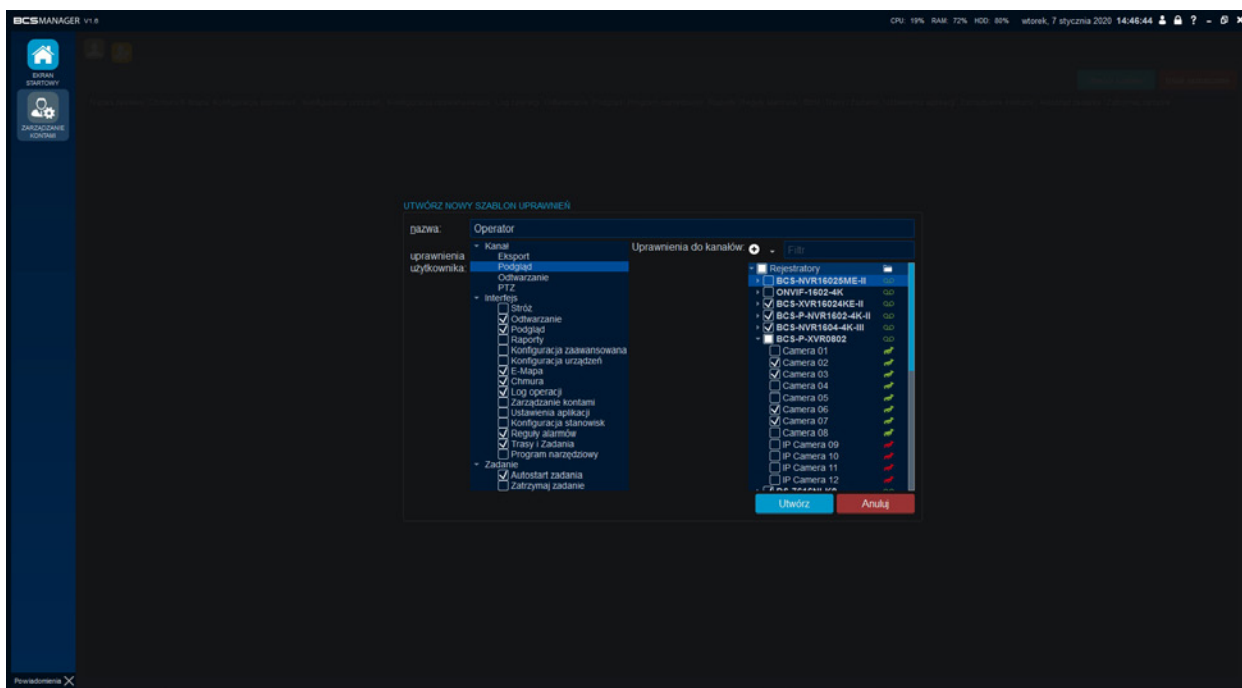 BCSMANAGER V1.8
CPU: 19% RAM: 72% HDD: 80% wtorek, 7 stycznia 2020 14:46:44 ?
EKRAN
STARTOWY
ZARZĄDZANIE
KONTAMI
UTWÓRZ NOWY SZABLON UPRAWNIEŃ
nazwa: Operator
uprawnienia
użytkownika:
Kanał
Eksport
Podgląd
Odtwarzanie
PTZ
Interfejs
Stróż
Odtwarzanie
Podgląd
Raporty
Konfiguracja zaawansowana
Konfiguracja urządzeń
E-Mapa
Chmura
Log operacji
Zarządzanie kontami
Ustawienia aplikacji
Konfiguracja stanowisk
Reguły alarmów
Trasy i Zadania
Program narzędziowy
Zadanie
Autostart zadania
Zatrzymaj zadanie
Uprawnienia do kanałów: Filtr
Rejestratory
BCS-NVR16025ME-II
ONVIF-1602-4K
BCS-XVR16024KE-II
BCS-P-NVR1602-4K-II
BCS-NVR1604-4K-III
BCS-P-XVR0802
Camera 01
Camera 02
Camera 03
Camera 04
Camera 05
Camera 06
Camera 07
Camera 08
IP Camera 09
IP Camera 10
IP Camera 11
IP Camera 12
Utwórz Anuluj
Powiadomienia